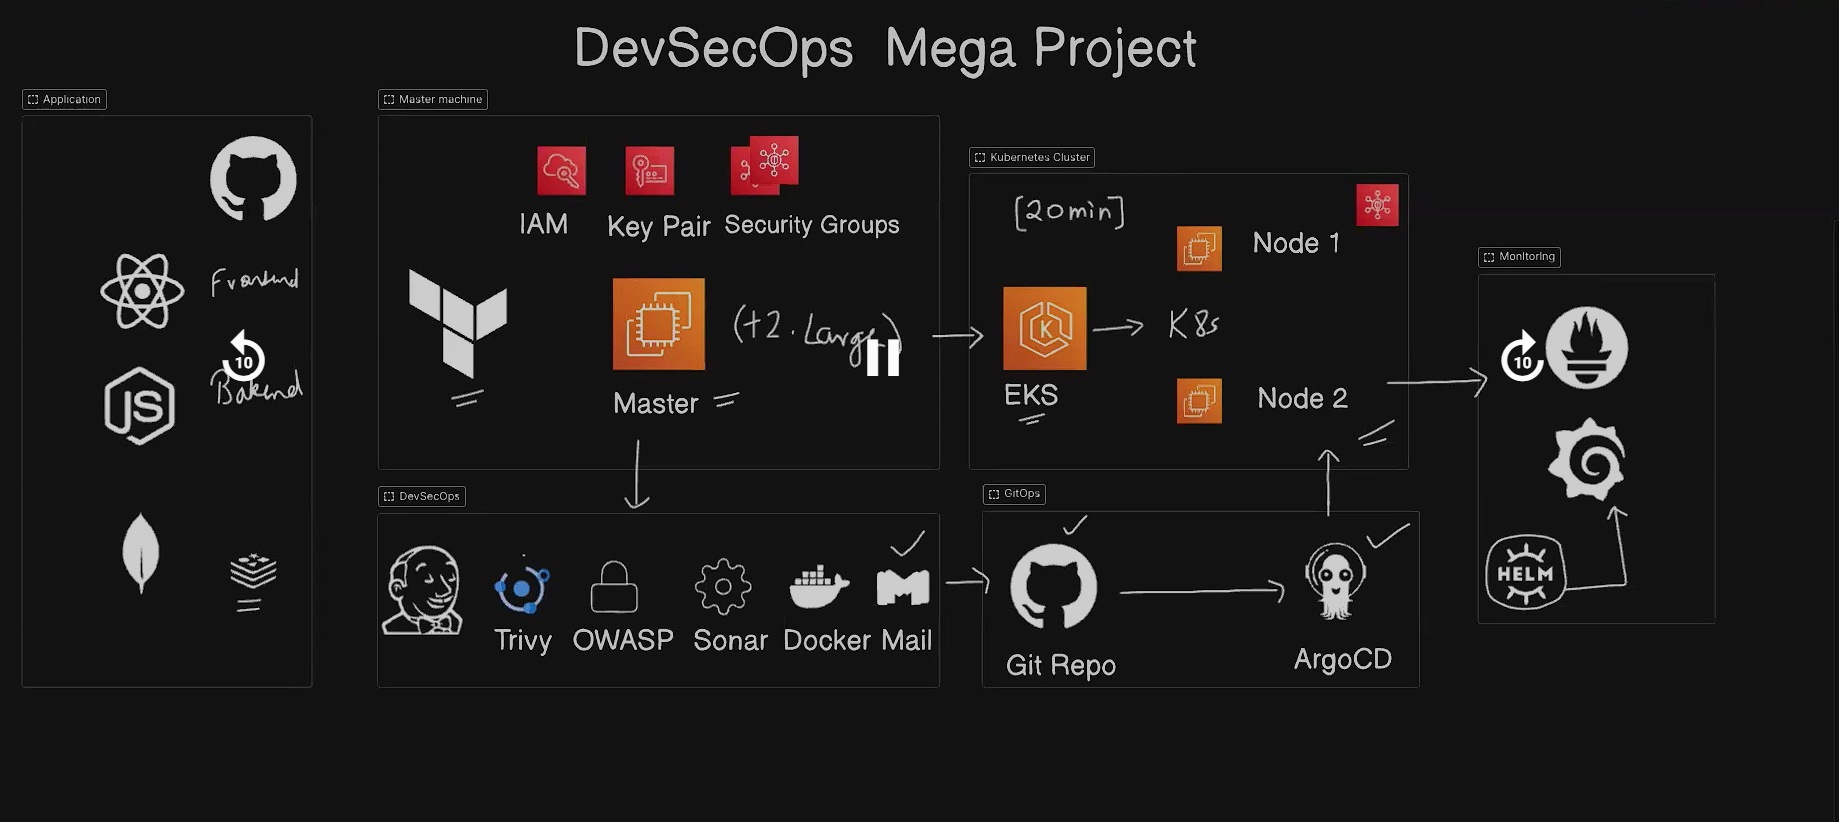 DevSecOps Mega Project
Application
Frontend
10
Bakend
JS
Master machine
IAM
Key Pair
Security Groups
(t2.Large)
Master
Kubernetes Cluster
[20min]
Node 1
K
K8s
EKS
Node 2
Monitoring
10
HELM
DevSecOps
Trivy
OWASP
Sonar
Docker
Mail
GitOps
Git Repo
ArgoCD